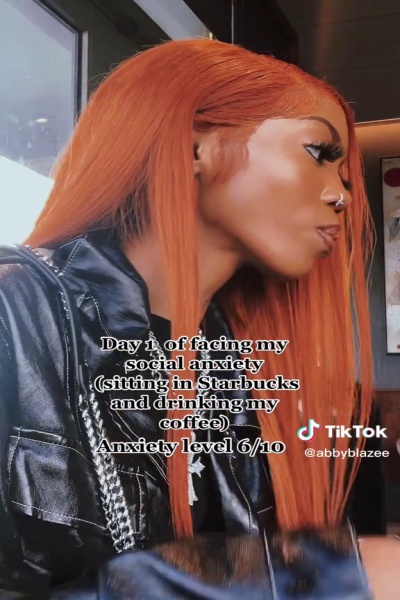 Day 1 of facing my
social anxiety
(sitting in Starbucks
and drinking my
coffee)
Anxiety level 6/10
TikTok
@abbyblazee